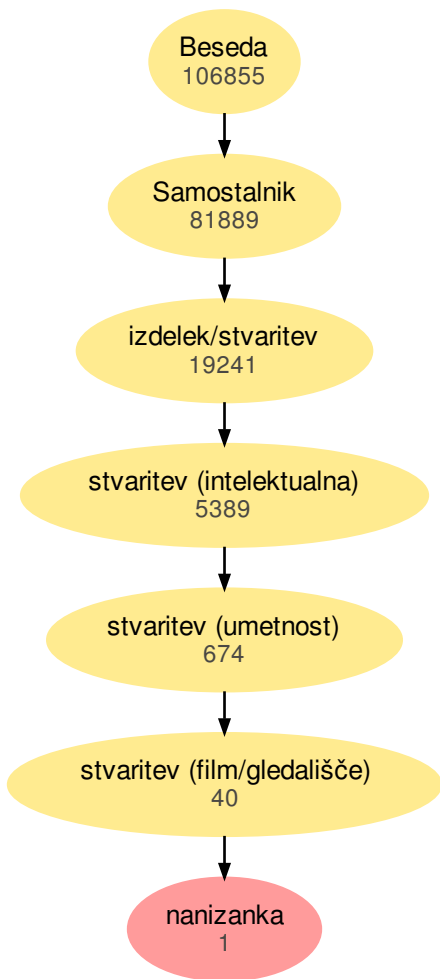 Beseda
106855
Samostalnik
81889
izdelek/stvaritev
19241
stvaritev (intelektualna)
5389
stvaritev (umetnost)
674
stvaritev (film/gledališče)
40
nanizanka
1